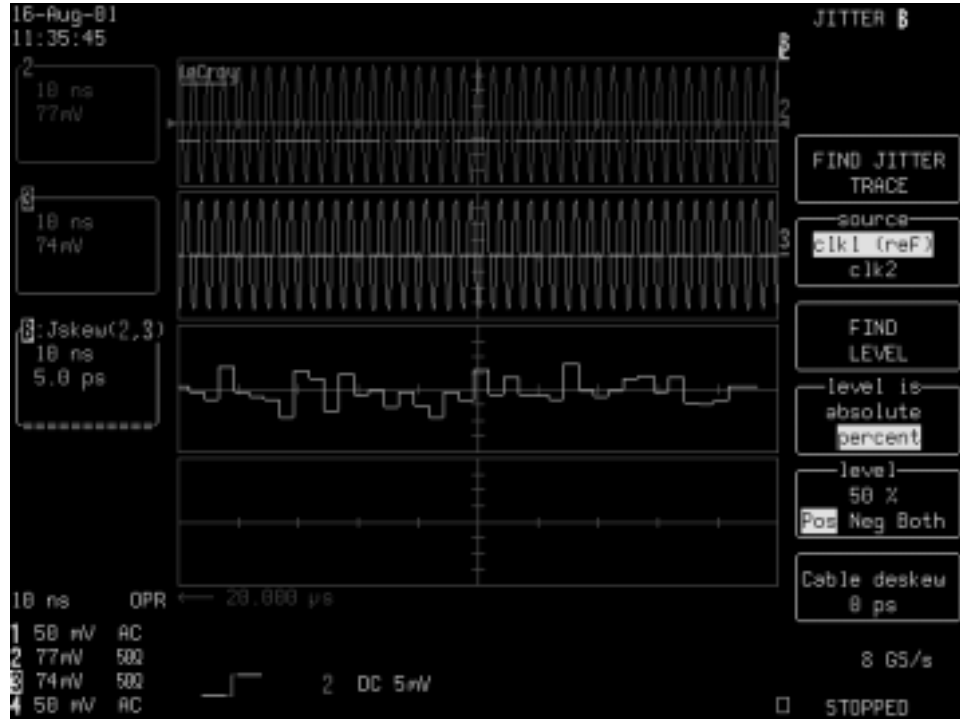 16-Aug-01
11:35:45
JITTER B
2
10 ns
77mV
LeCroy
2
FIND JITTER
TRACE
3
10 ns
74mV
3
source
clk1 (reF)
clk2
B:Jskew(2,3)
10 ns
5.0 ps
FIND
LEVEL
level is
absolute
percent
level
50 %
Pos Neg Both
Cable deskew
0 ps
10 ns OPR ← 20.000 µs
1 50 mV AC
2 77mV 50Ω
3 74mV 50Ω
4 50 mV AC
2 DC 5mV
8 GS/s
STOPPED